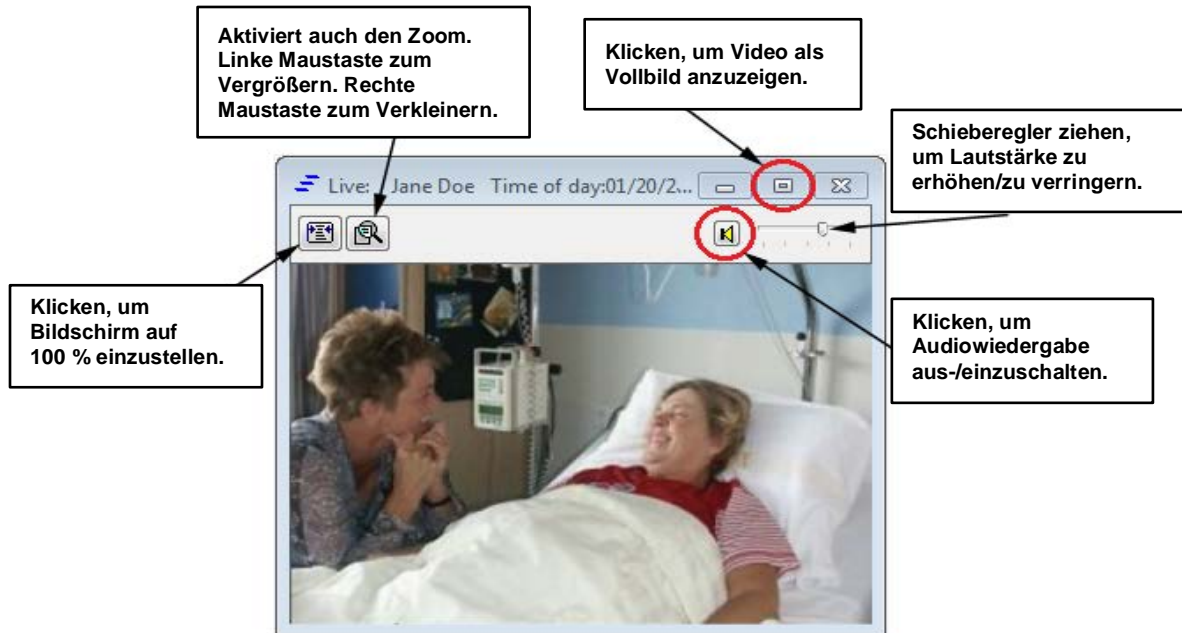 Aktiviert auch den Zoom.
Linke Maustaste zum
Vergrößern. Rechte
Maustaste zum Verkleinern.
Klicken, um Video als
Vollbild anzuzeigen.
Schieberegler ziehen,
um Lautstärke zu
erhöhen/zu verringern.
Live: Jane Doe Time of day:01/20/2...
Klicken, um
Bildschirm auf
100 % einzustellen.
Klicken, um
Audiowiedergabe
aus-/einzuschalten.